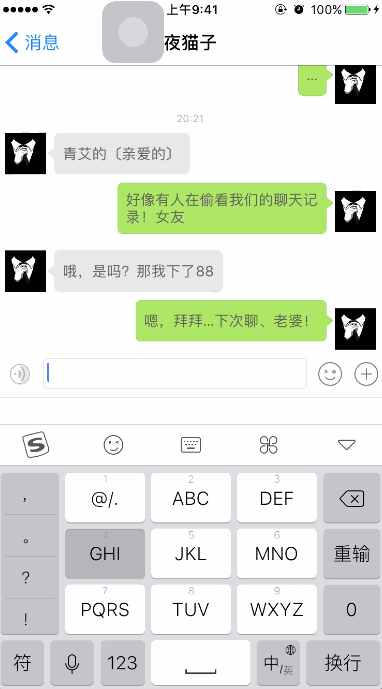 上午9:41
100%
消息
夜猫子
...
20:21
青艾的〔亲爱的〕
好像有人在偷看我们的聊天记
录！女友
哦，是吗？那我下了88
嗯，拜拜...下次聊、老婆！
S
，
1
@/.
2
ABC
3
DEF
。
4
GHI
5
JKL
6
MNO
重输
？
！
7
PQRS
8
TUV
9
WXYZ
0
符
123
中/英
换行